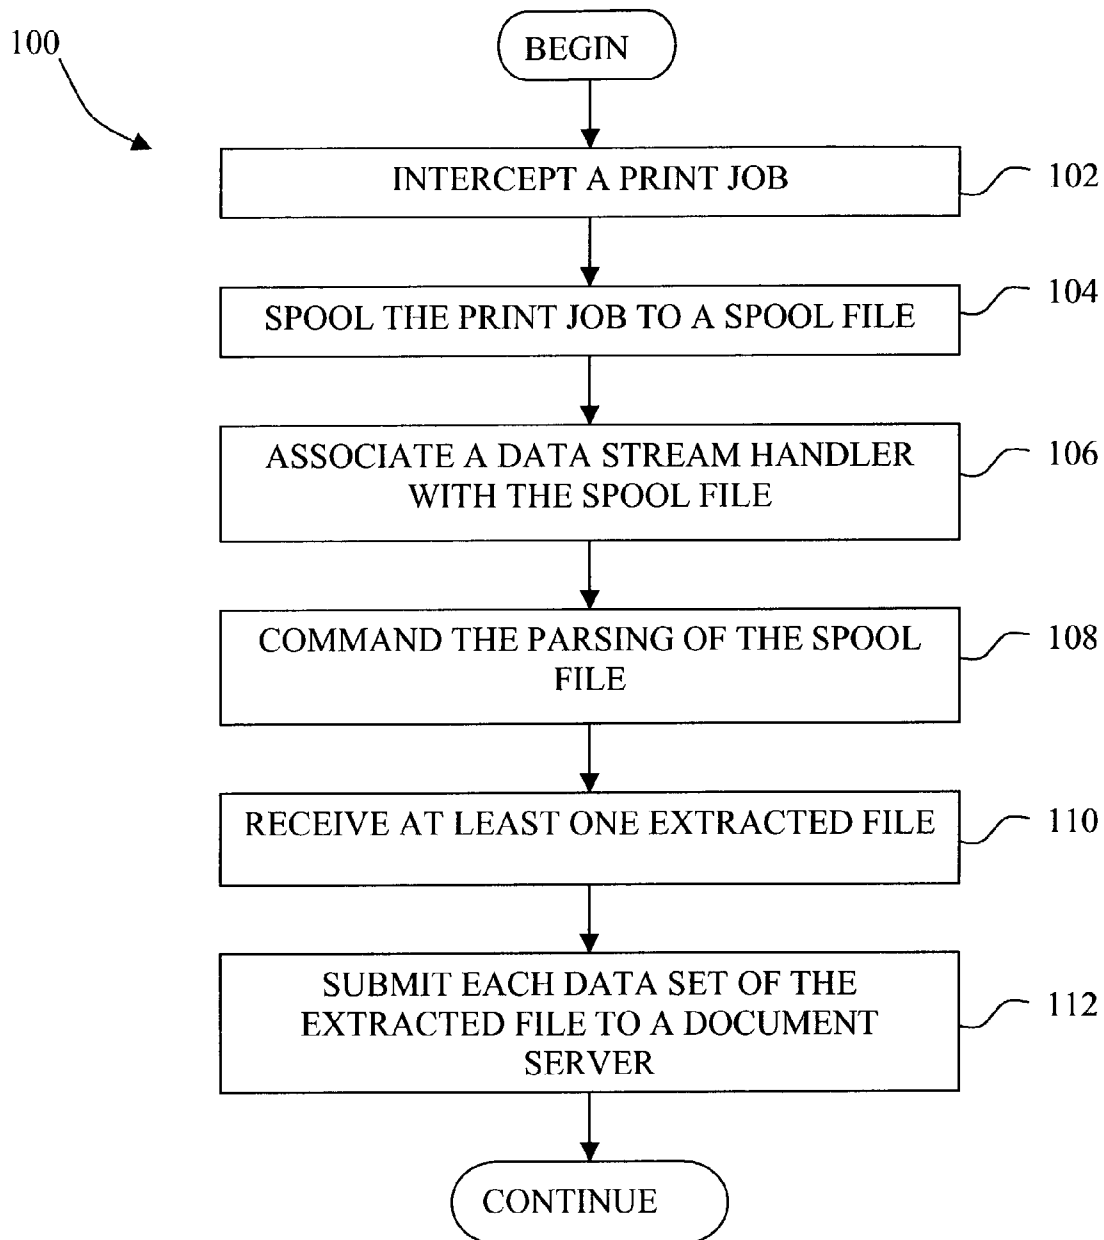 100
BEGIN
INTERCEPT A PRINT JOB
102
SPOOL THE PRINT JOB TO A SPOOL FILE
104
ASSOCIATE A DATA STREAM HANDLER
WITH THE SPOOL FILE
106
COMMAND THE PARSING OF THE SPOOL
FILE
108
RECEIVE AT LEAST ONE EXTRACTED FILE
110
SUBMIT EACH DATA SET OF THE
EXTRACTED FILE TO A DOCUMENT
SERVER
112
CONTINUE